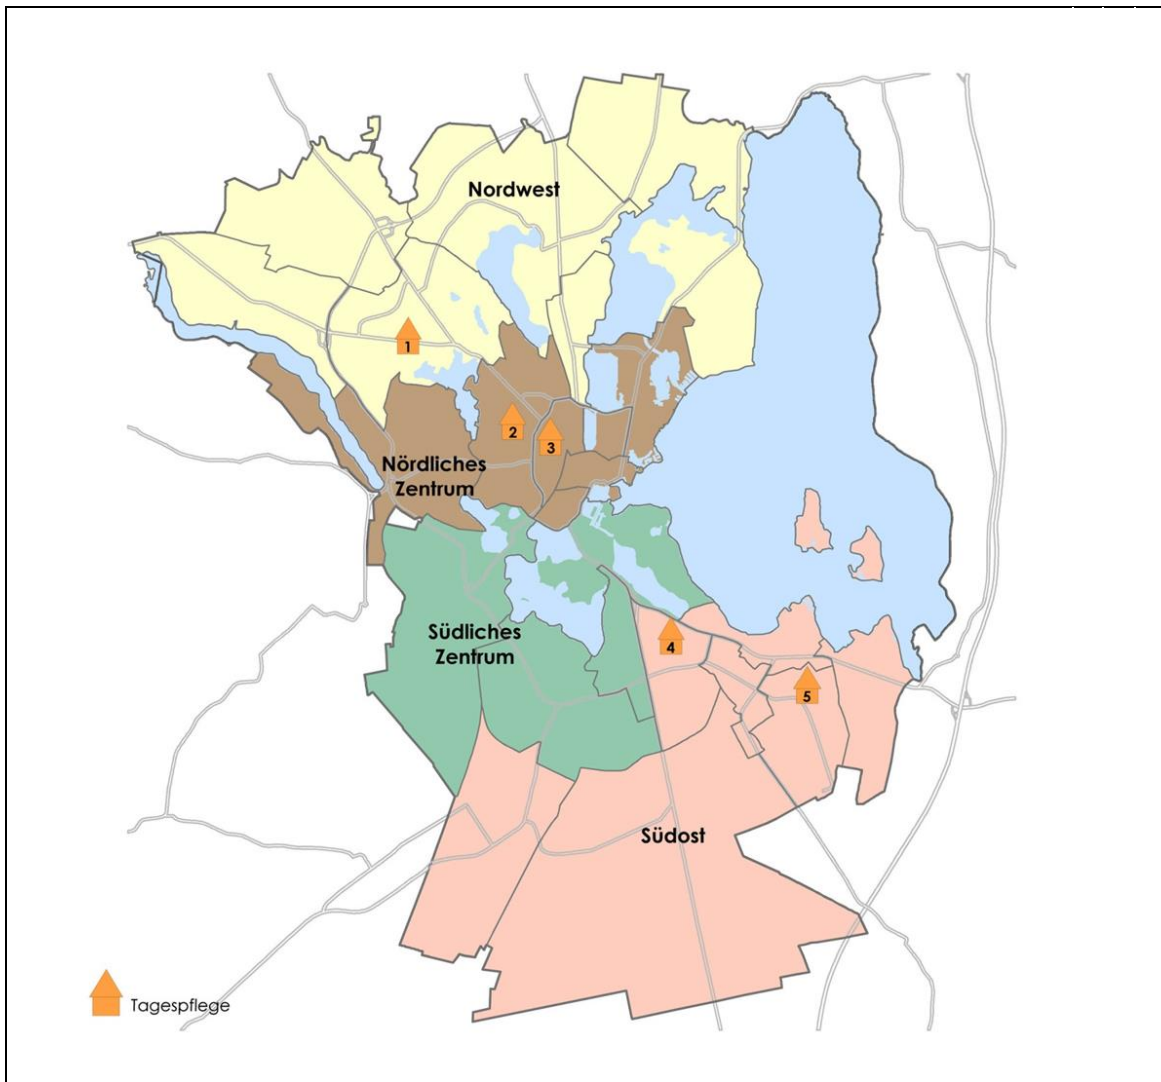 Nordwest
1
2
3
Nördliches
Zentrum
Südliches
Zentrum
4
5
Südost
Tagespflege